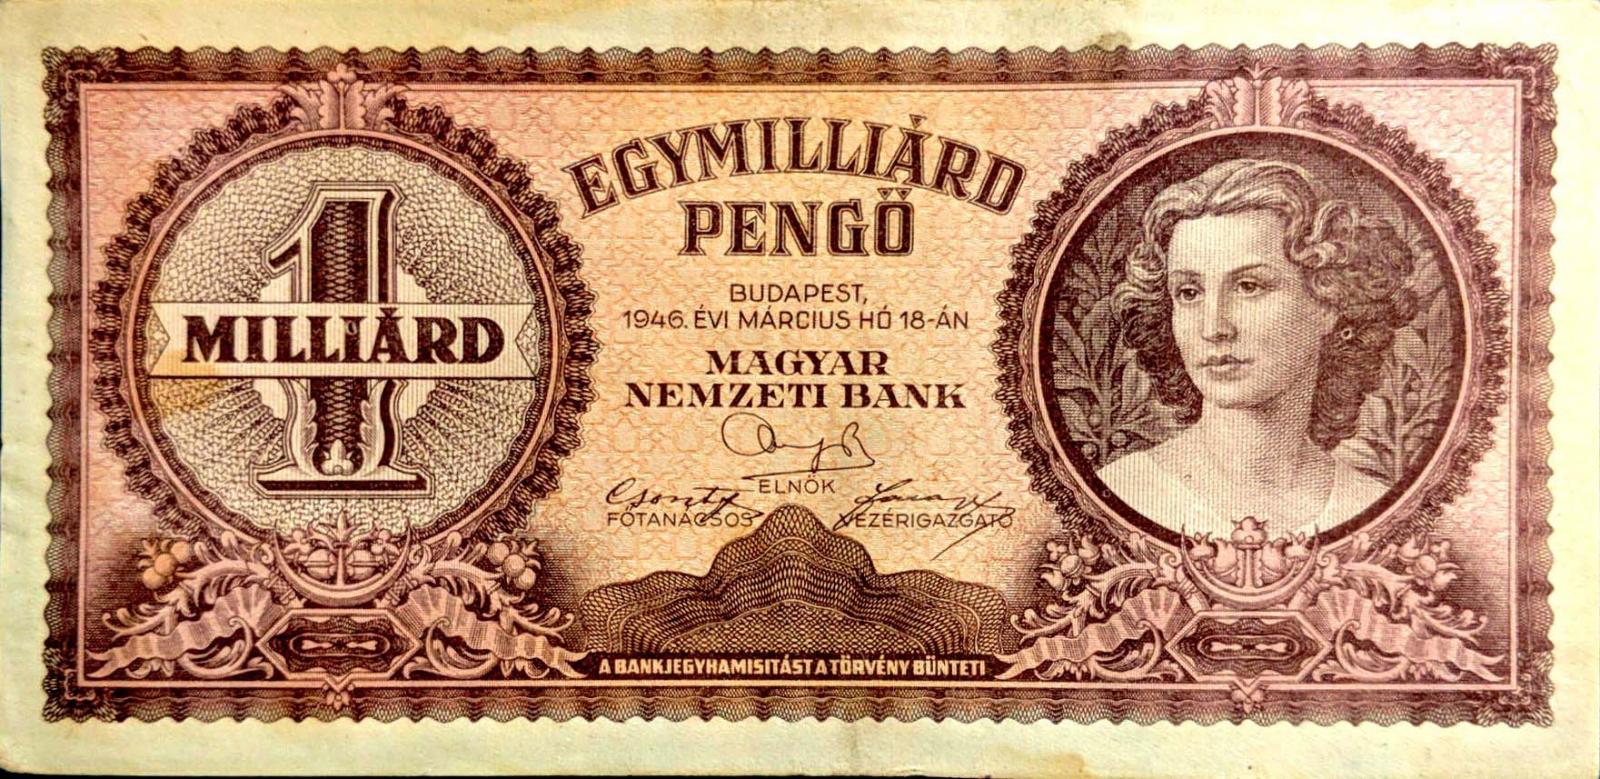 EGYMILLIÁRD
PENGŐ
1
MILLIÁRD
BUDAPEST,
1946. ÉVI MÁRCIUS HÓ 18-ÁN
MAGYAR
NEMZETI BANK
ELNÖK
FŐTANÁCSOS VEZÉRIGAZGATÓ
A BANKJEGYHAMISITÁST A TÖRVÉNY BÜNTETI